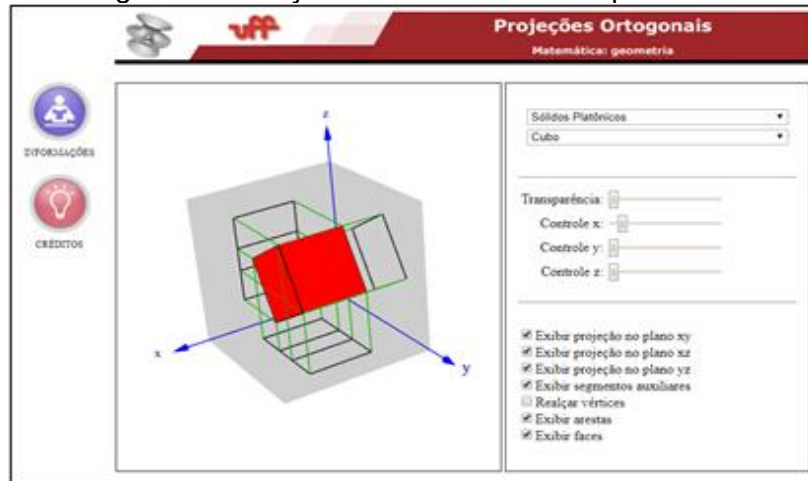 uff
Projeções Ortogonais
Matemática: geometria
INFORMAÇÕES
CRÉDITOS
z
x
y
Sólidos Platônicos
Cubo
Transparência:
Controle x:
Controle y:
Controle z:
Exibir projeção no plano xy
Exibir projeção no plano xz
Exibir projeção no plano yz
Exibir segmentos auxiliares
Realçar vértices
Exibir arestas
Exibir faces